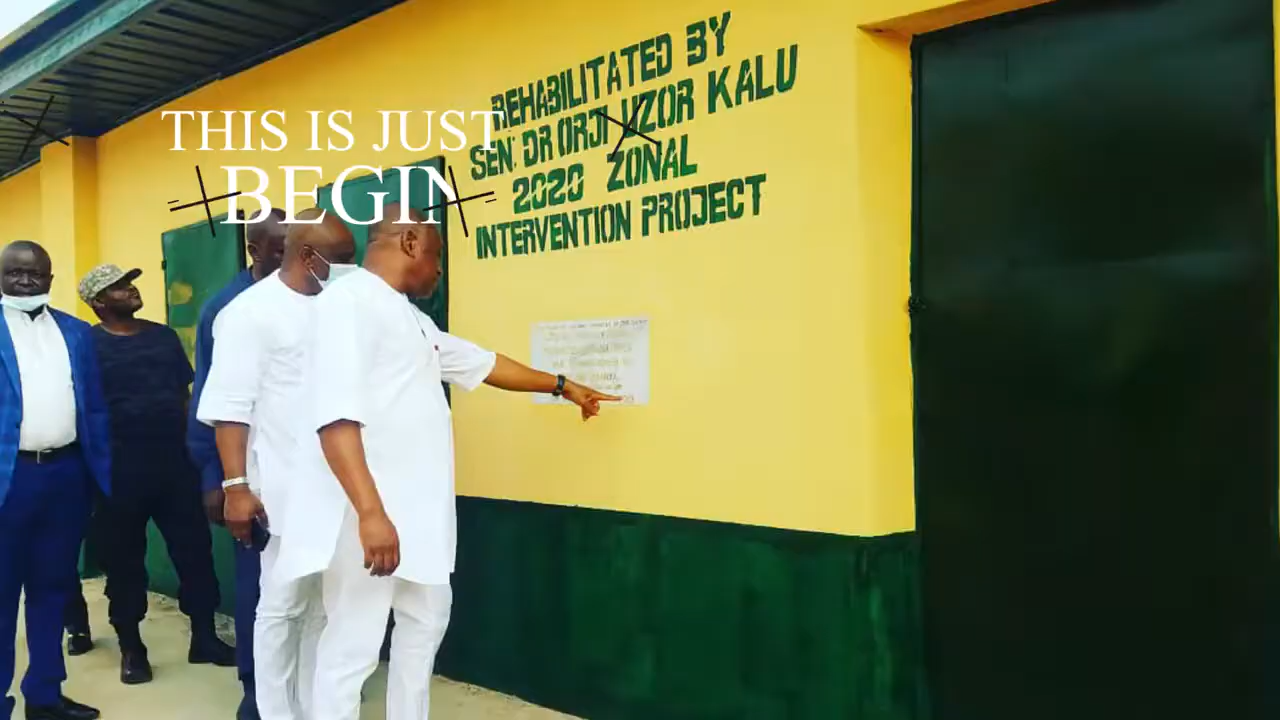 THIS IS JUST
BEGIN
REHABILITATED BY
SEN: DR ORJI UZOR KALU
2020 ZONAL
INTERVENTION PROJECT